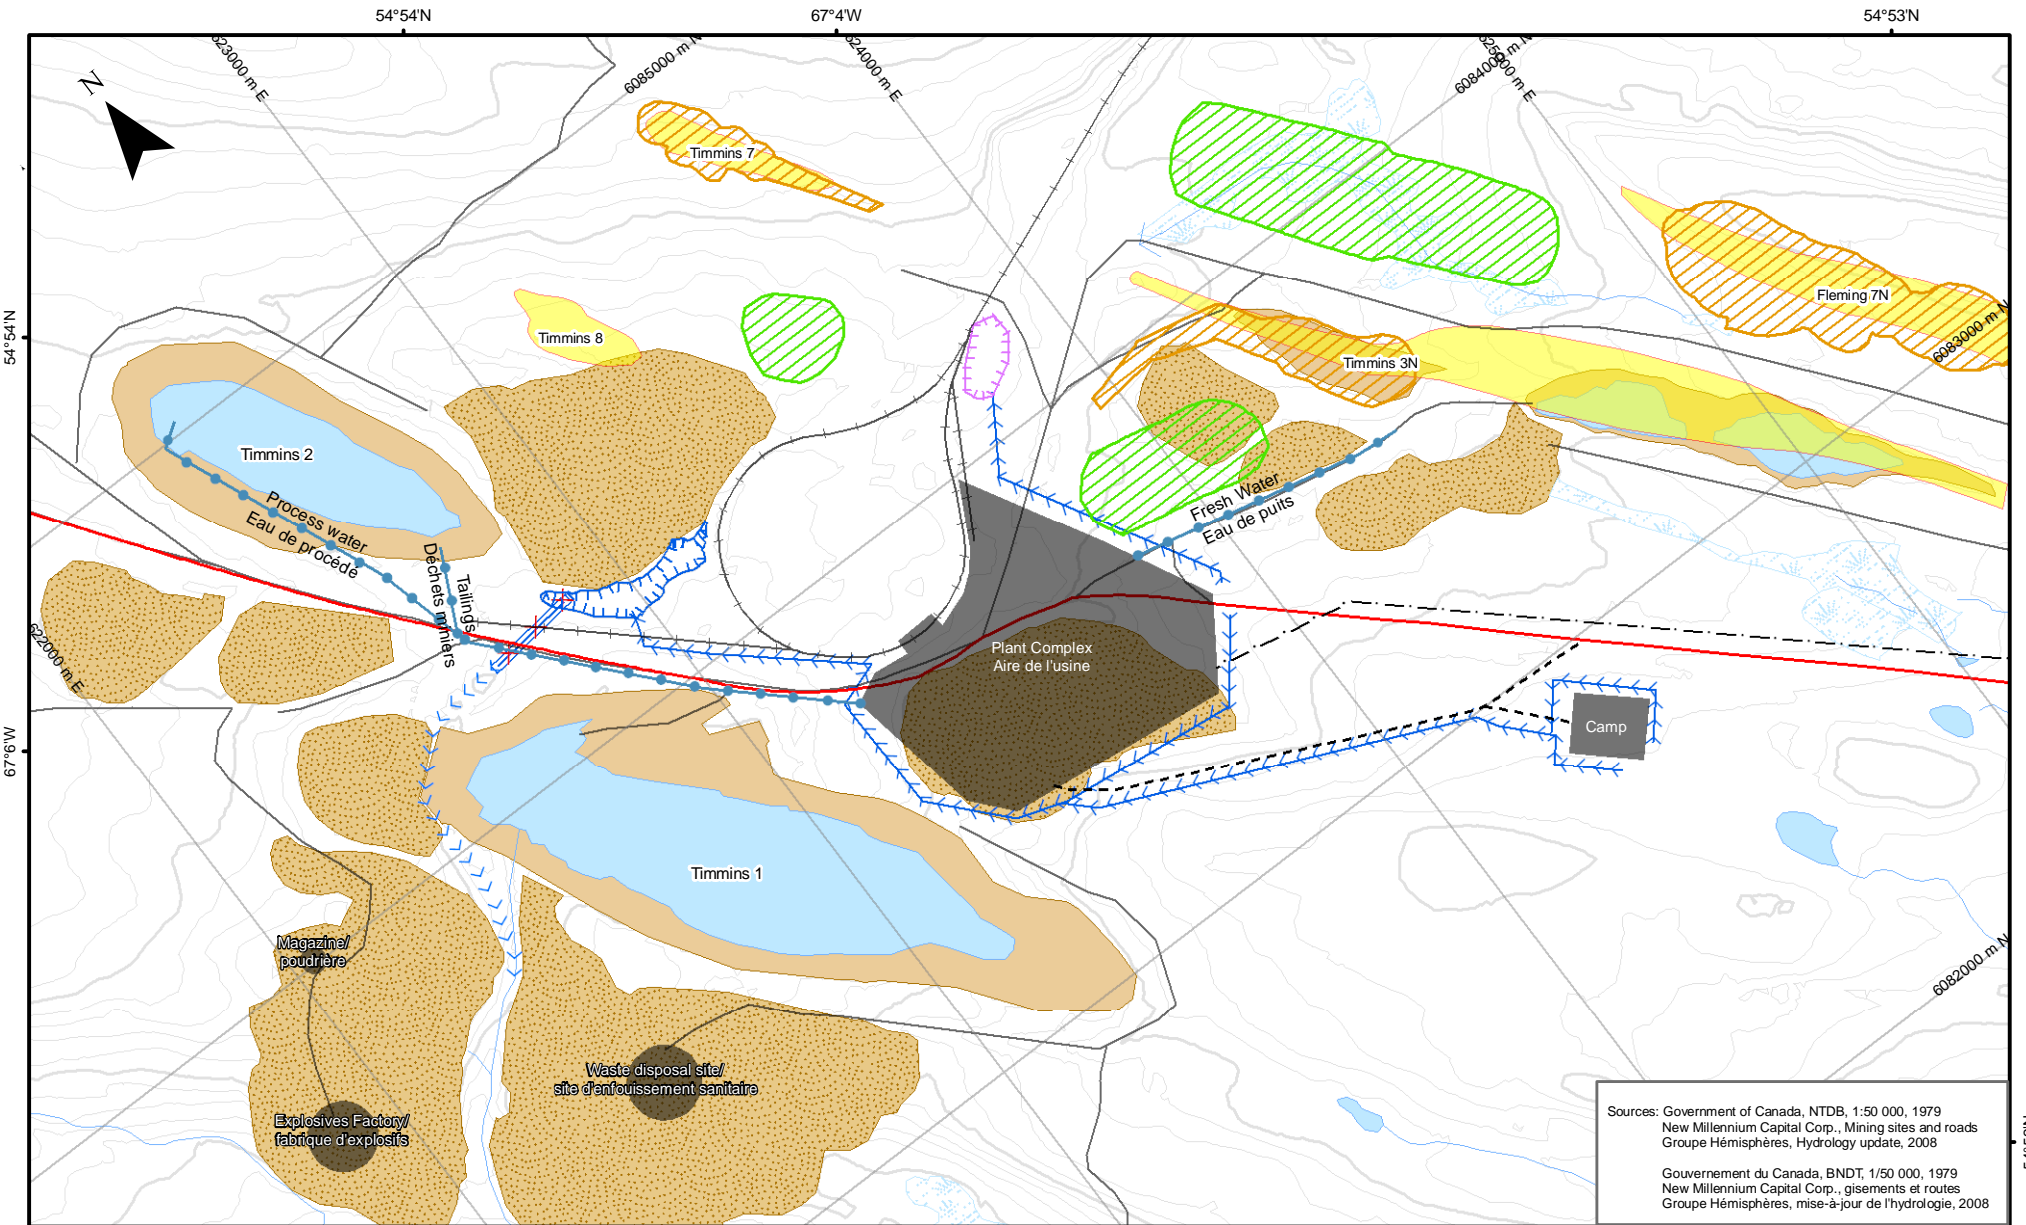 54°54'N
67°4'W
54°53'N
623000 m E
6085000 m N
624000 m E
6084000 m N
625000 m E
N
Timmins 7
Fleming 7N
54°54'N
Timmins 8
Timmins 3N
6083000 m N
Timmins 2
Process water
Eau de procédé
Fresh Water
Eau de puits
Tailings
Déchets miniers
622000 m E
Plant Complex
Aire de l'usine
67°6'W
Camp
Timmins 1
Magazine/
poudrière
6082000 m N
Waste disposal site/
site d'enfouissement sanitaire
Explosives Factory/
fabrique d'explosifs
Sources: Government of Canada, NTDB, 1:50 000, 1979
New Millennium Capital Corp., Mining sites and roads
Groupe Hémisphères, Hydrology update, 2008
Gouvernement du Canada, BNDT, 1/50 000, 1979
New Millennium Capital Corp., gisements et routes
Groupe Hémisphères, mise-à-jour de l'hydrologie, 2008